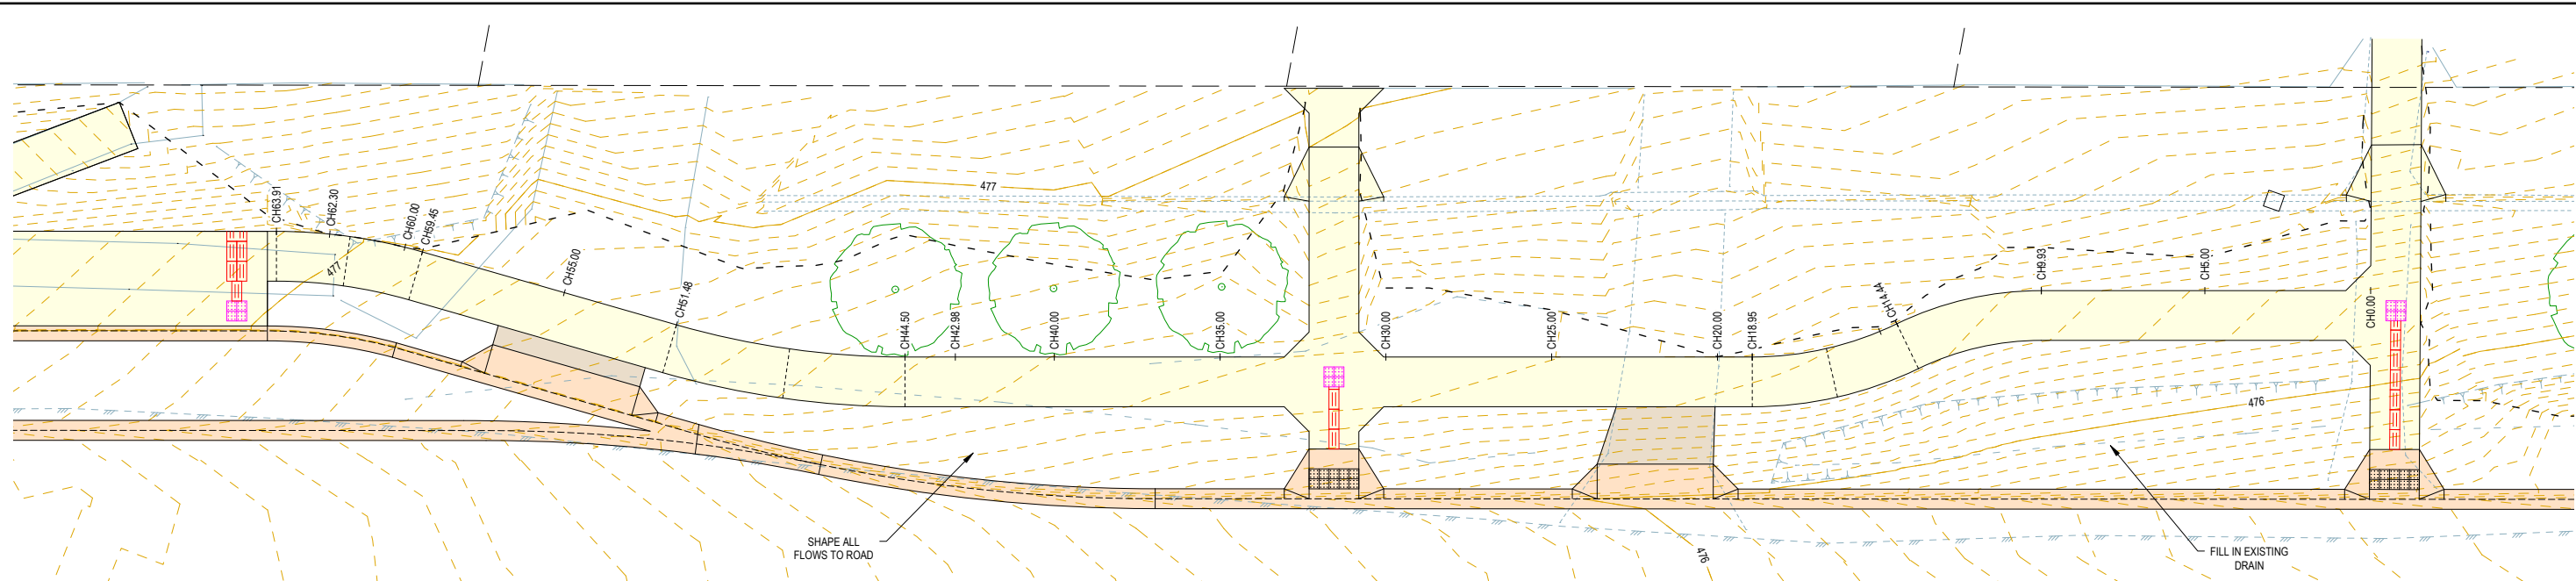 477
CH63.91
CH62.30
CH60.00
CH59.45
477
CH55.00
CH51.48
CH44.50
CH42.98
CH40.00
CH35.00
CH30.00
CH25.00
CH20.00
CH18.95
CH14.44
CH9.93
CH5.00
CH0.00
476
SHAPE ALL
FLOWS TO ROAD
476
FILL IN EXISTING
DRAIN